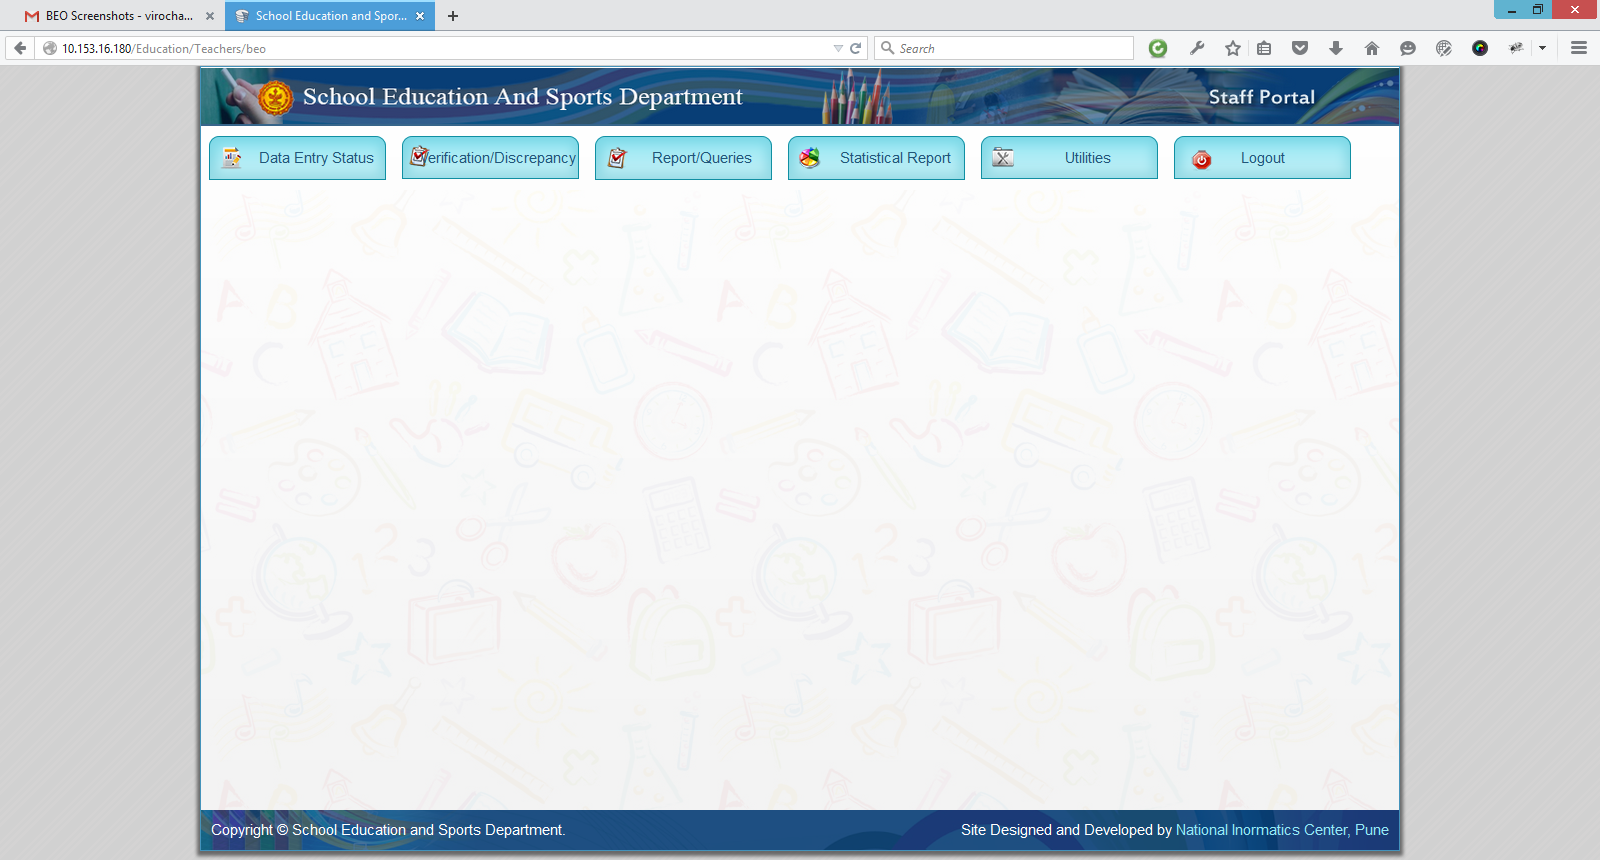 BEO Screenshots - virocha...
School Education and Spor...
10.153.16.180/Education/Teachers/beo
Search
School Education And Sports Department
Staff Portal
Data Entry Status
erification/Discrepancy
Report/Queries
Statistical Report
Utilities
Logout
Copyright © School Education and Sports Department.
Site Designed and Developed by National Inormatics Center, Pune